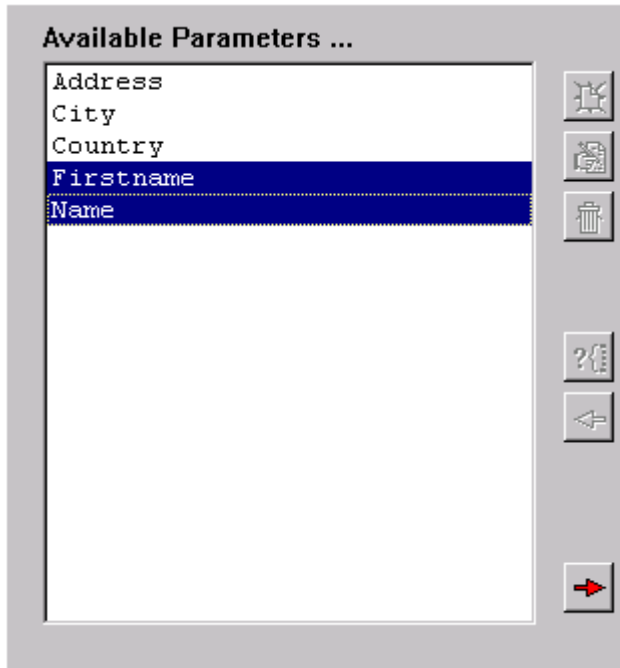 Available Parameters ...
Address
City
Country
Firstname
Name
?{